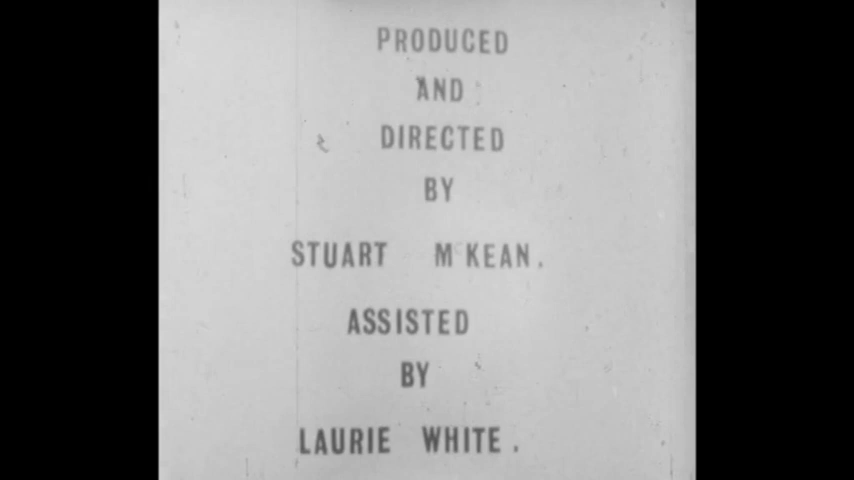 PRODUCED
AND
DIRECTED
BY
STUART M'KEAN.
ASSISTED
BY
LAURIE WHITE.